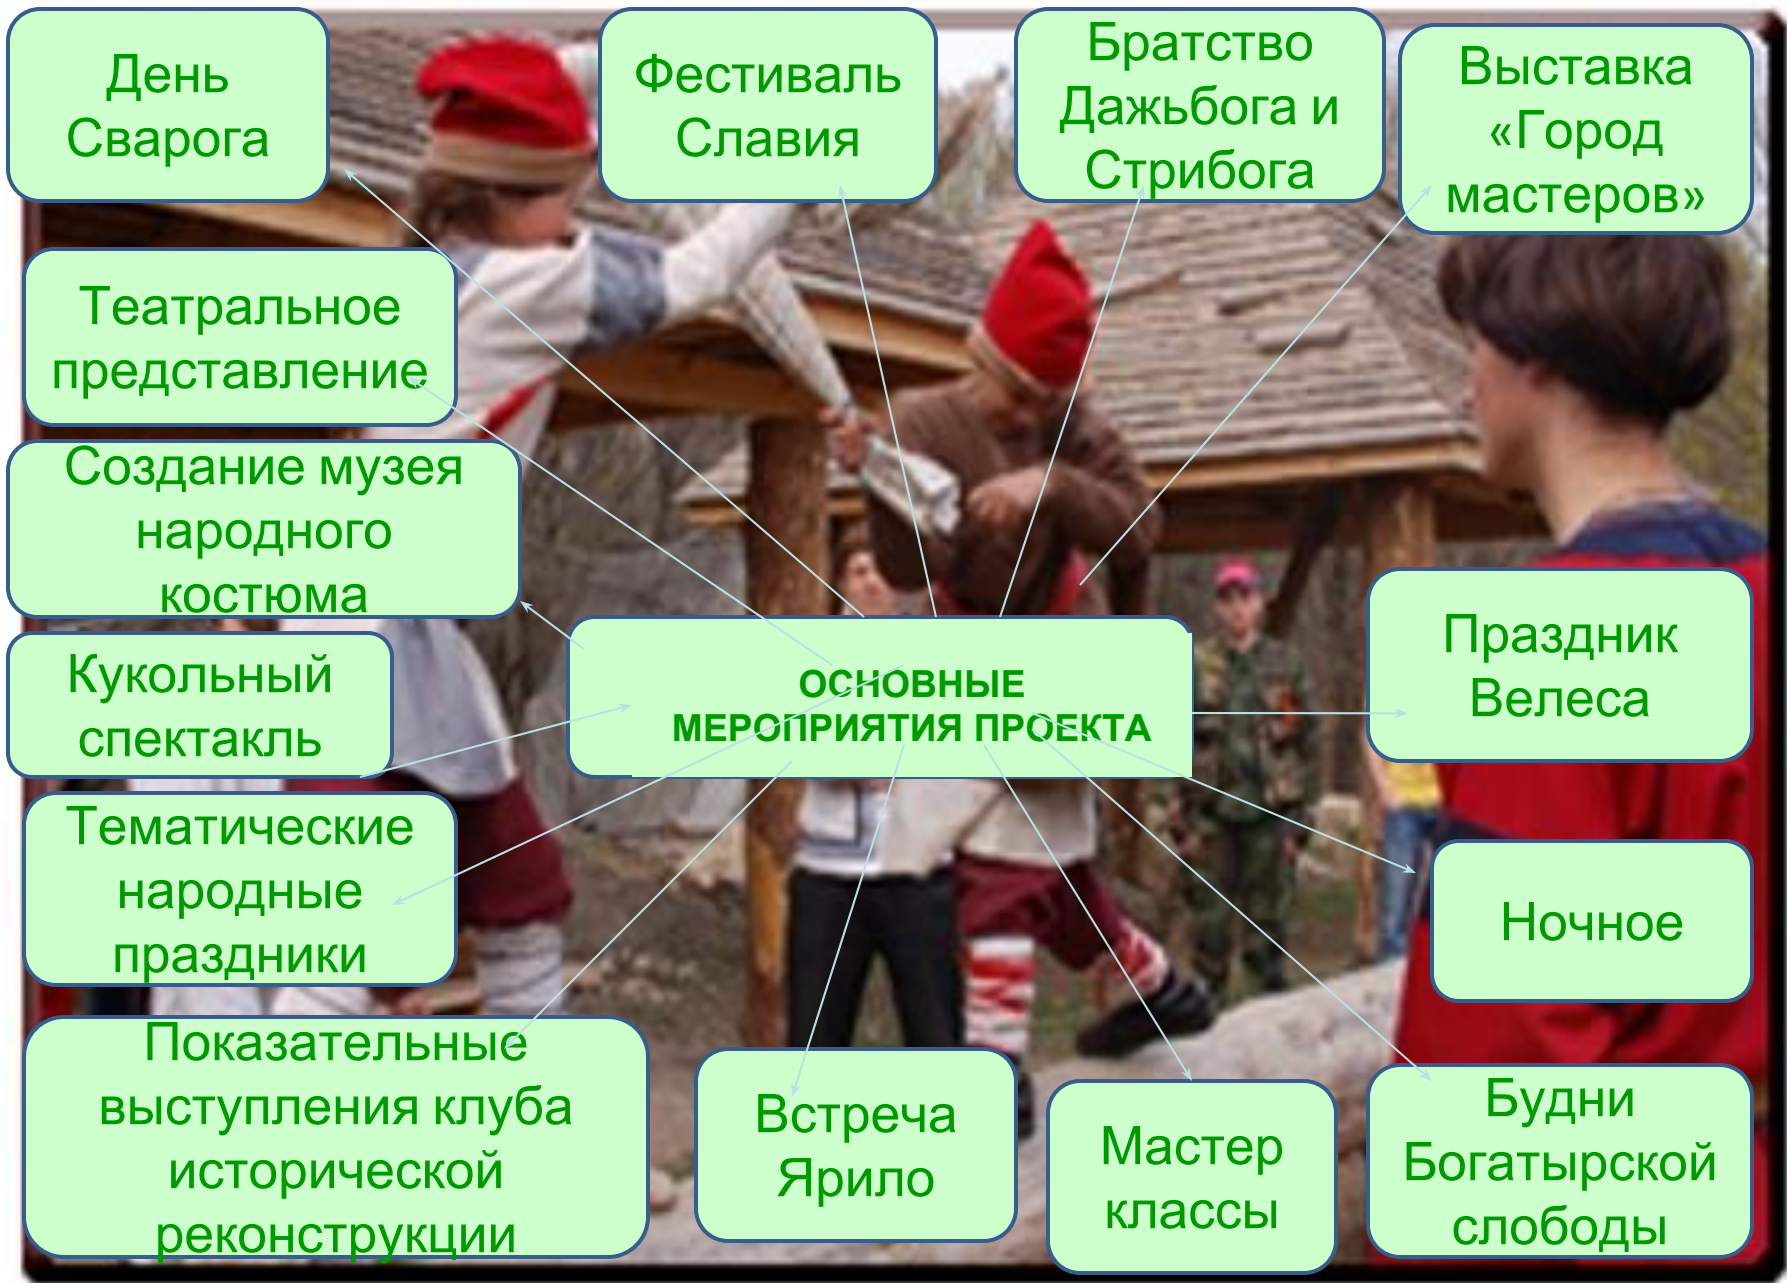 День
Сварога
Фестиваль
Славия
Братство
Дажьбога и
Стрибога
Выставка
«Город
мастеров»
Театральное
представление
Создание музея
народного
костюма
Кукольный
спектакль
ОСНОВНЫЕ
МЕРОПРИЯТИЯ ПРОЕКТА
Праздник
Велеса
Тематические
народные
праздники
Ночное
Показательные
выступления клуба
исторической
реконструкции
Встреча
Ярило
Мастер
классы
Будни
Богатырской
слободы